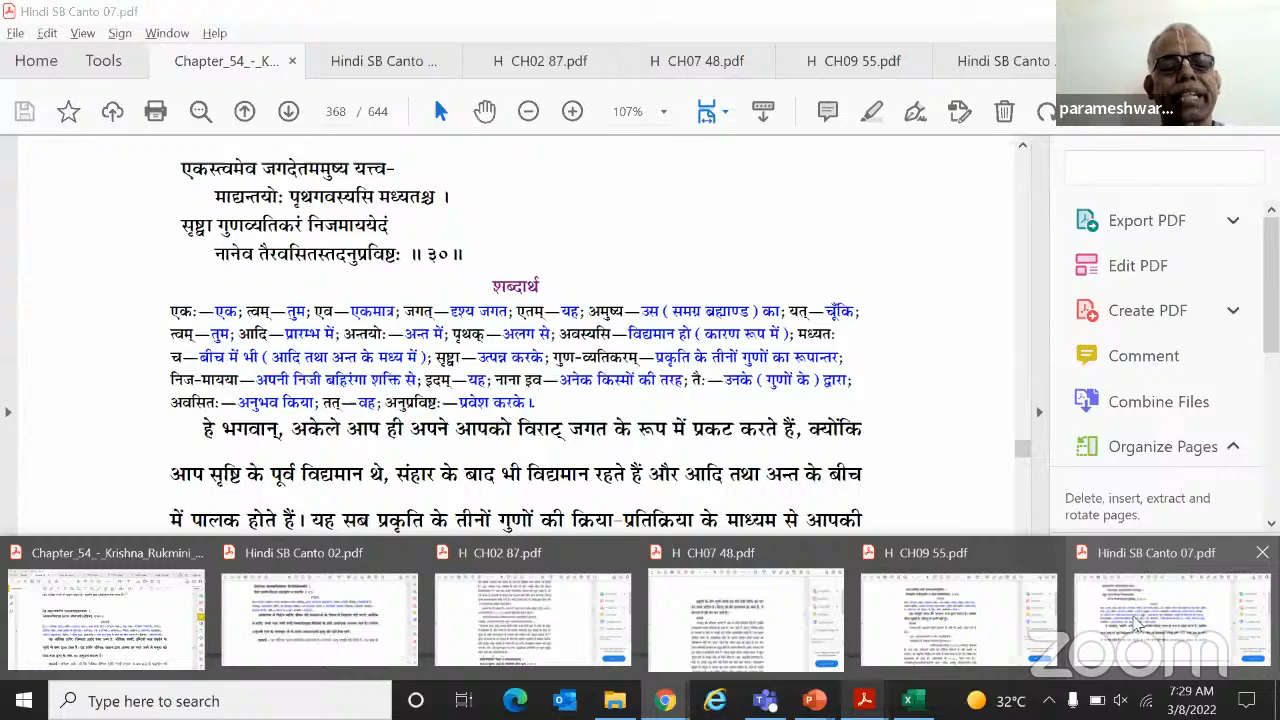 Hindi SB Canto 07.pdf
File Edit View Sign Window Help
Home Tools Chapter_54_-_K... Hindi SB Canto ... H CH02 87.pdf H CH07 48.pdf H CH09 55.pdf Hindi SB Canto
368 / 644 107%
parameshwar...
एकस्त्वमेव जगदेतममुष्य यत्त्व-
माद्यन्तयोः पृथगवस्यसि मध्यतश्च ।
सृष्ट्वा गुणव्यतिकरं निजमाययेदं
नानेव तैरवसितस्तदनुप्रविष्टः ॥ ३०॥
शब्दार्थ
एकः—एक; त्वम्—तुम; एव—एकमात्र; जगत्—दृश्य जगत; एतम्—यह; अमुष्य—उस ( समग्र ब्रह्माण्ड ) का; यत्—चूँकि;
त्वम्—तुम; आदि—प्रारम्भ में; अन्तयोः—अन्त में; पृथक्—अलग से; अवस्यसि—विद्यमान हो ( कारण रूप में ); मध्यतः
च—बीच में भी ( आदि तथा अन्त के मध्य में ); सृष्ट्वा—उत्पन्न करके; गुण-व्यतिकरम्—प्रकृति के तीनों गुणों का रूपान्तर;
निज-मायया—अपनी निजी बहिरंगा शक्ति से; इदम्—यह; नाना इव—अनेक किस्मों की तरह; तैः—उनके ( गुणों के ) द्वारा;
अवसितः—अनुभव किया; तत्—वह; अनुप्रविष्टः—प्रवेश करके।
हे भगवान्, अकेले आप ही अपने आपको विराट् जगत के रूप में प्रकट करते हैं, क्योंकि
आप सृष्टि के पूर्व विद्यमान थे, संहार के बाद भी विद्यमान रहते हैं और आदि तथा अन्त के बीच
में पालक होते हैं। यह सब प्रकृति के तीनों गुणों की क्रिया-प्रतिक्रिया के माध्यम से आपकी
Export PDF
Edit PDF
Create PDF
Comment
Combine Files
Organize Pages
Delete, insert, extract and
rotate pages.
Chapter_54_-_Krishna_Rukmini_... Hindi SB Canto 02.pdf H CH02 87.pdf H CH07 48.pdf H CH09 55.pdf Hindi SB Canto 07.pdf
zoom
Type here to search 32°C 7:29 AM
3/8/2022